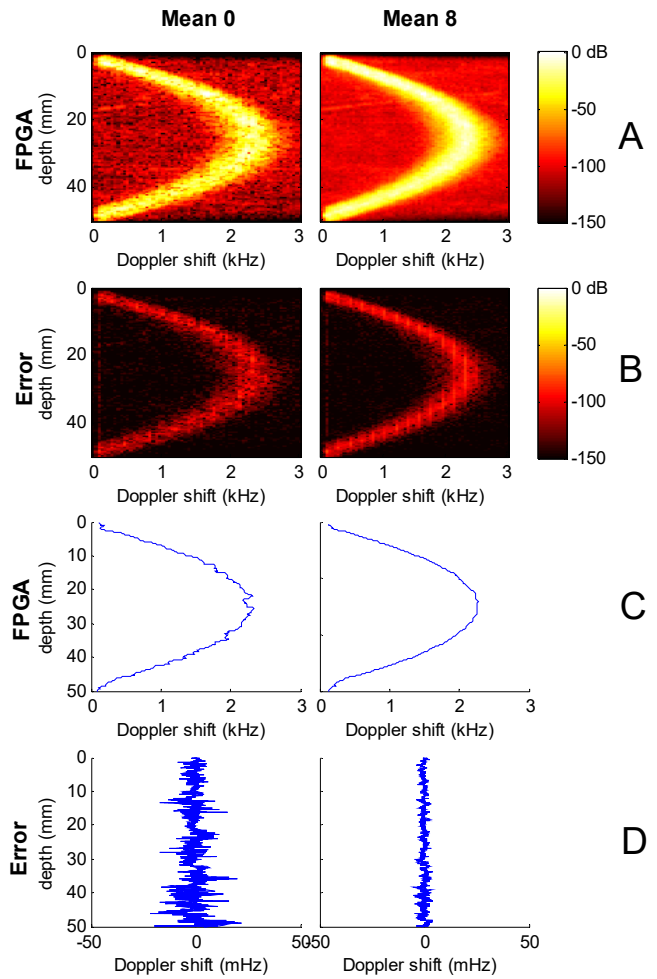 Mean 0 Mean 8
0 0 dB
20 -50
40 -100
-150
FPGA
depth (mm)
A
0 1 2 3 0 1 2 3
Doppler shift (kHz) Doppler shift (kHz)
0 0 dB
20 -50
40 -100
-150
Error
depth (mm)
B
0 1 2 3 0 1 2 3
Doppler shift (kHz) Doppler shift (kHz)
0
10
20
30
40
50
FPGA
depth (mm)
C
0 1 2 3 0 1 2 3
Doppler shift (kHz) Doppler shift (kHz)
0
10
20
30
40
50
Error
depth (mm)
D
-50 0 50 -50 0 50
Doppler shift (mHz) Doppler shift (mHz)